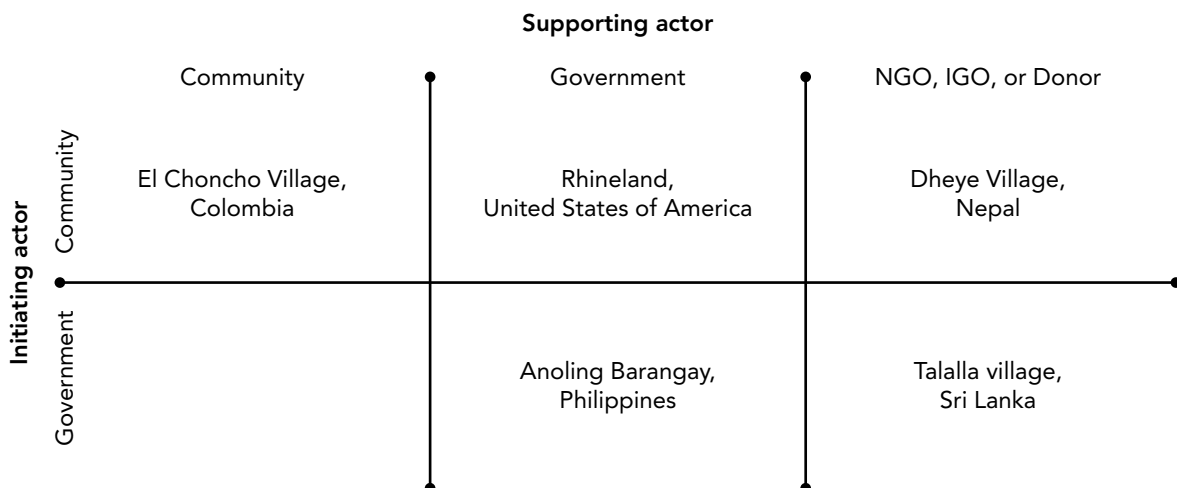 Supporting actor
Community
Government
NGO, IGO, or Donor
Initiating actor
Community
El Choncho Village,
Colombia
Rhineland,
United States of America
Dheye Village,
Nepal
Government
Anoling Barangay,
Philippines
Talalla village,
Sri Lanka